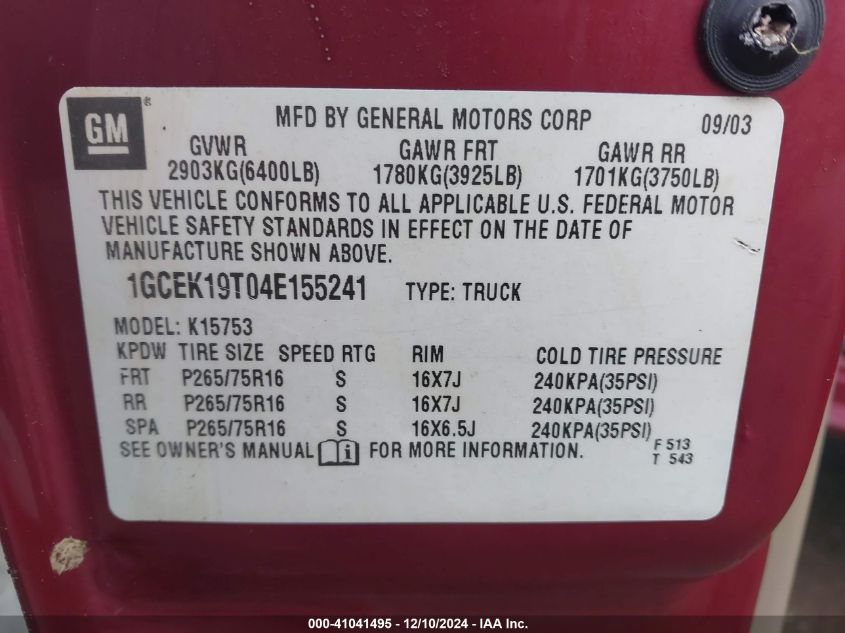 GM ® MFD BY GENERAL MOTORS CORP 09/03
GVWR GAWR FRT GAWR RR
2903KG(6400LB) 1780KG(3925LB) 1701KG(3750LB)
THIS VEHICLE CONFORMS TO ALL APPLICABLE U.S. FEDERAL MOTOR
VEHICLE SAFETY STANDARDS IN EFFECT ON THE DATE OF
MANUFACTURE SHOWN ABOVE.
1GCEK19T04E155241 TYPE: TRUCK
MODEL: K15753
KPDW TIRE SIZE SPEED RTG RIM COLD TIRE PRESSURE
FRT P265/75R16 S 16X7J 240KPA(35PSI)
RR P265/75R16 S 16X7J 240KPA(35PSI)
SPA P265/75R16 S 16X6.5J 240KPA(35PSI)
SEE OWNER'S MANUAL i FOR MORE INFORMATION. F 513
T 543
000-41041495 - 12/10/2024 - IAA Inc.